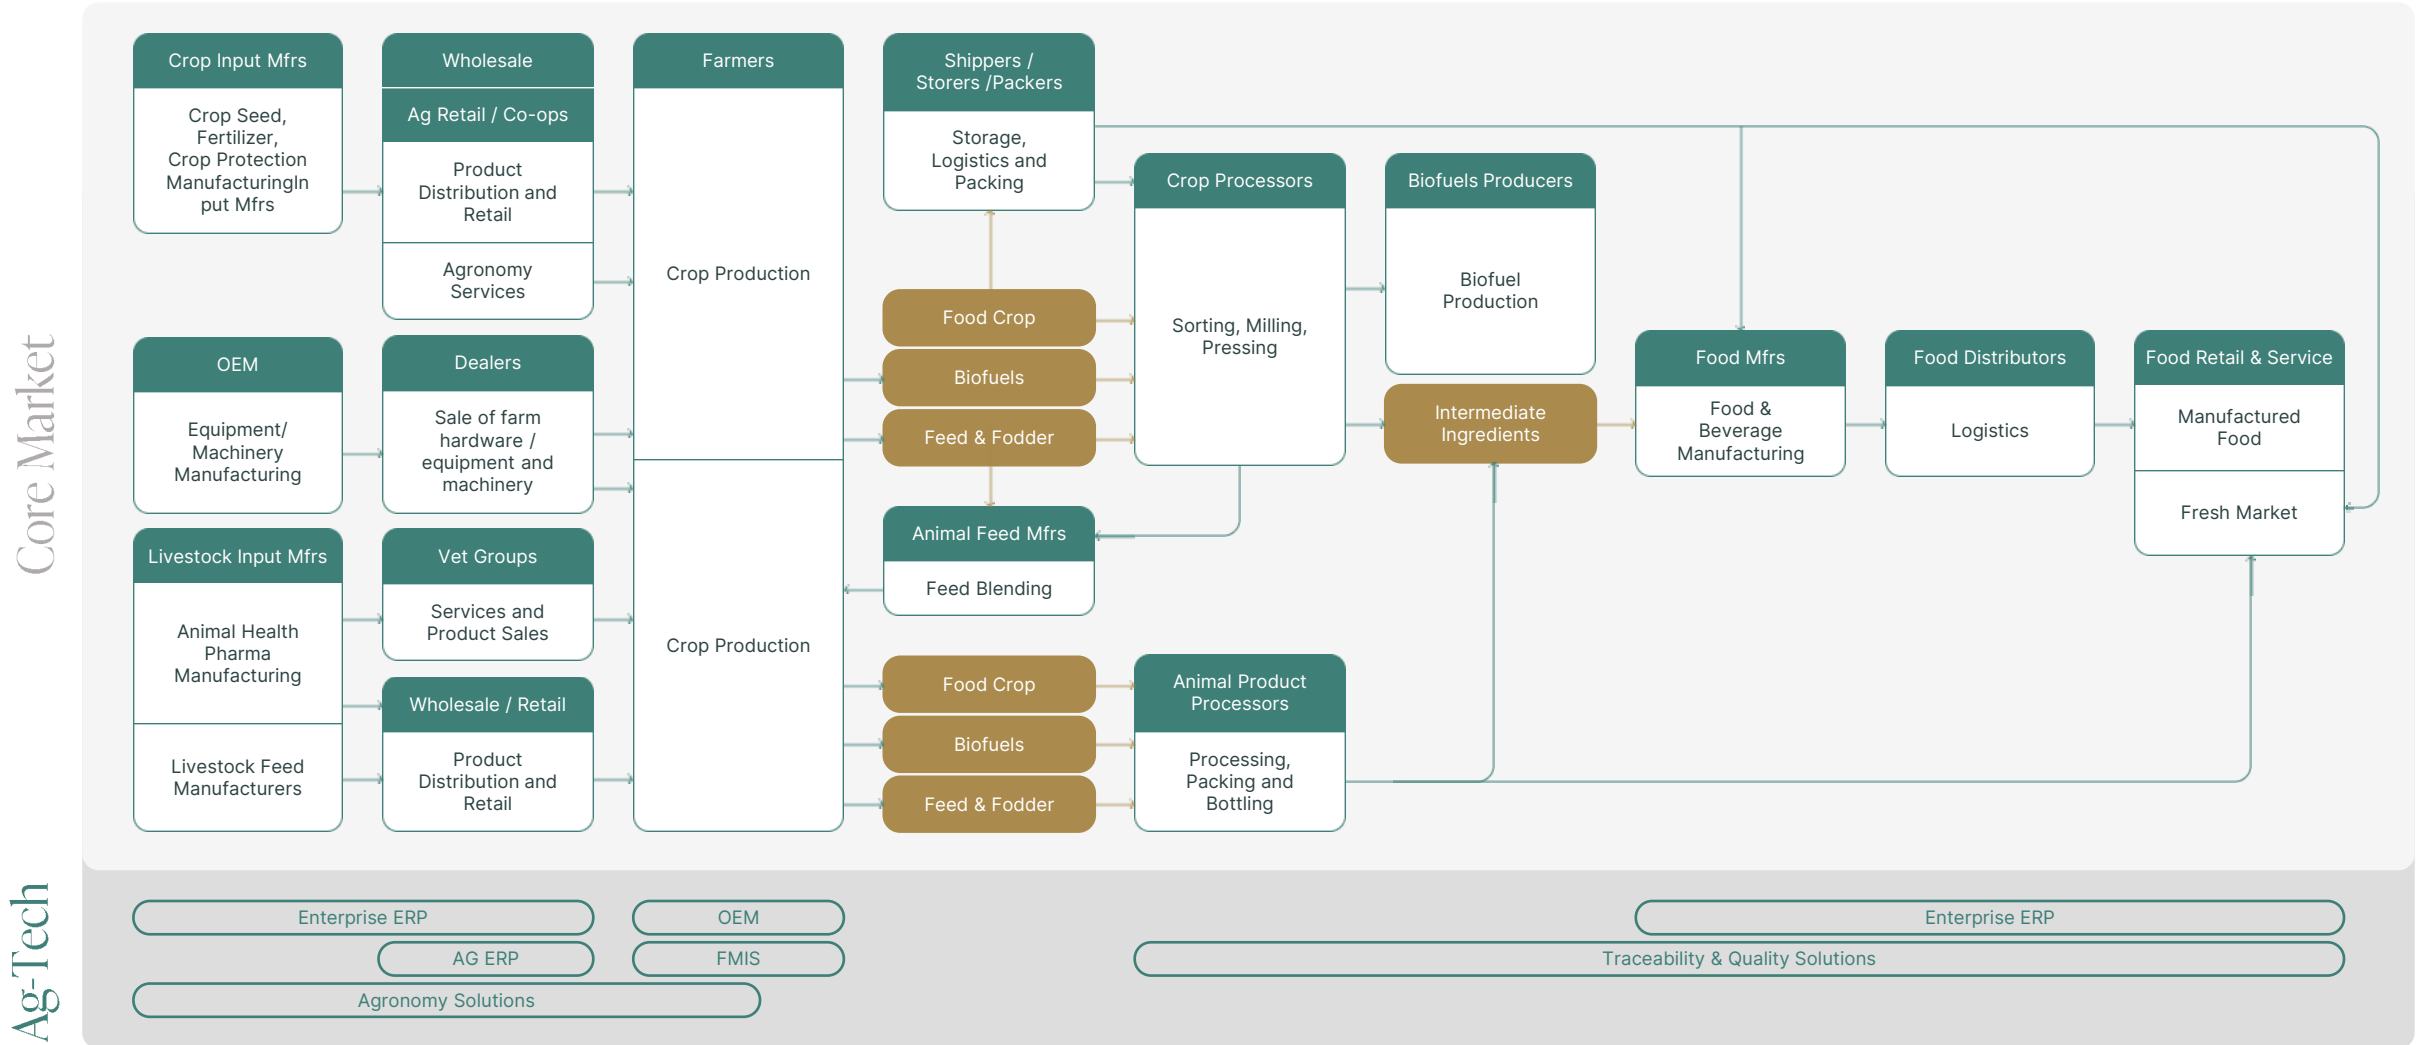 Core Market
Crop Input Mfrs
Crop Seed,
Fertilizer,
Crop Protection
ManufacturingIn
put Mfrs
Wholesale
Ag Retail / Co-ops
Product
Distribution and
Retail
Agronomy
Services
Farmers
Crop Production
Crop Production
Shippers /
Storers /Packers
Storage,
Logistics and
Packing
Food Crop
Biofuels
Feed & Fodder
Crop Processors
Sorting, Milling,
Pressing
Biofuels Producers
Biofuel
Production
Intermediate
Ingredients
Food Mfrs
Food &
Beverage
Manufacturing
Food Distributors
Logistics
Food Retail & Service
Manufactured
Food
Fresh Market
OEM
Equipment/
Machinery
Manufacturing
Dealers
Sale of farm
hardware /
equipment and
machinery
Animal Feed Mfrs
Feed Blending
Livestock Input Mfrs
Animal Health
Pharma
Manufacturing
Livestock Feed
Manufacturers
Vet Groups
Services and
Product Sales
Wholesale / Retail
Product
Distribution and
Retail
Food Crop
Biofuels
Feed & Fodder
Animal Product
Processors
Processing,
Packing and
Bottling
Ag-Tech
Enterprise ERP
OEM
Enterprise ERP
AG ERP
FMIS
Traceability & Quality Solutions
Agronomy Solutions